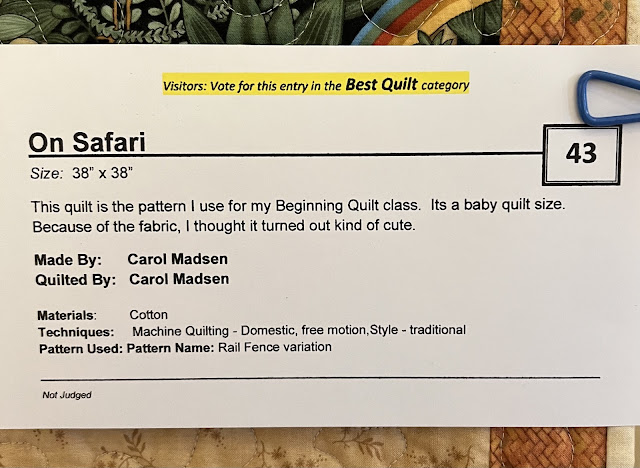 Visitors: Vote for this entry in the Best Quilt category
On Safari
43
Size: 38" x 38"
This quilt is the pattern I use for my Beginning Quilt class. Its a baby quilt size.
Because of the fabric, I thought it turned out kind of cute.
Made By: Carol Madsen
Quilted By: Carol Madsen
Materials: Cotton
Techniques: Machine Quilting - Domestic, free motion,Style - traditional
Pattern Used: Pattern Name: Rail Fence variation
Not Judged